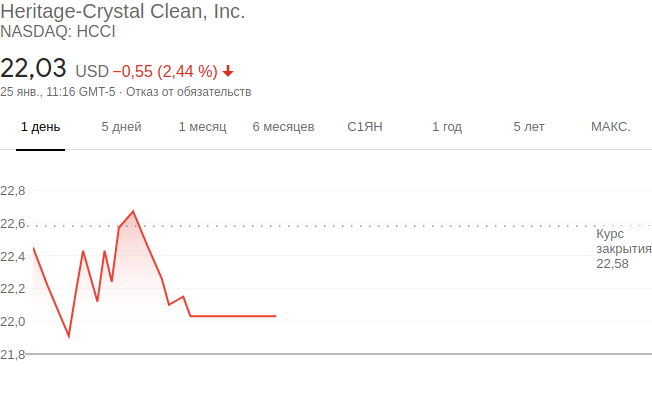 Heritage-Crystal Clean, Inc.
NASDAQ: HCCI
22,03 USD −0,55 (2,44 %)
25 янв., 11:16 GMT-5 · Отказ от обязательств
1 день 5 дней 1 месяц 6 месяцев С1ЯН 1 год 5 лет МАКС.
22,8
22,6
Курс
закрытия
22,58
22,4
22,2
22,0
21,8